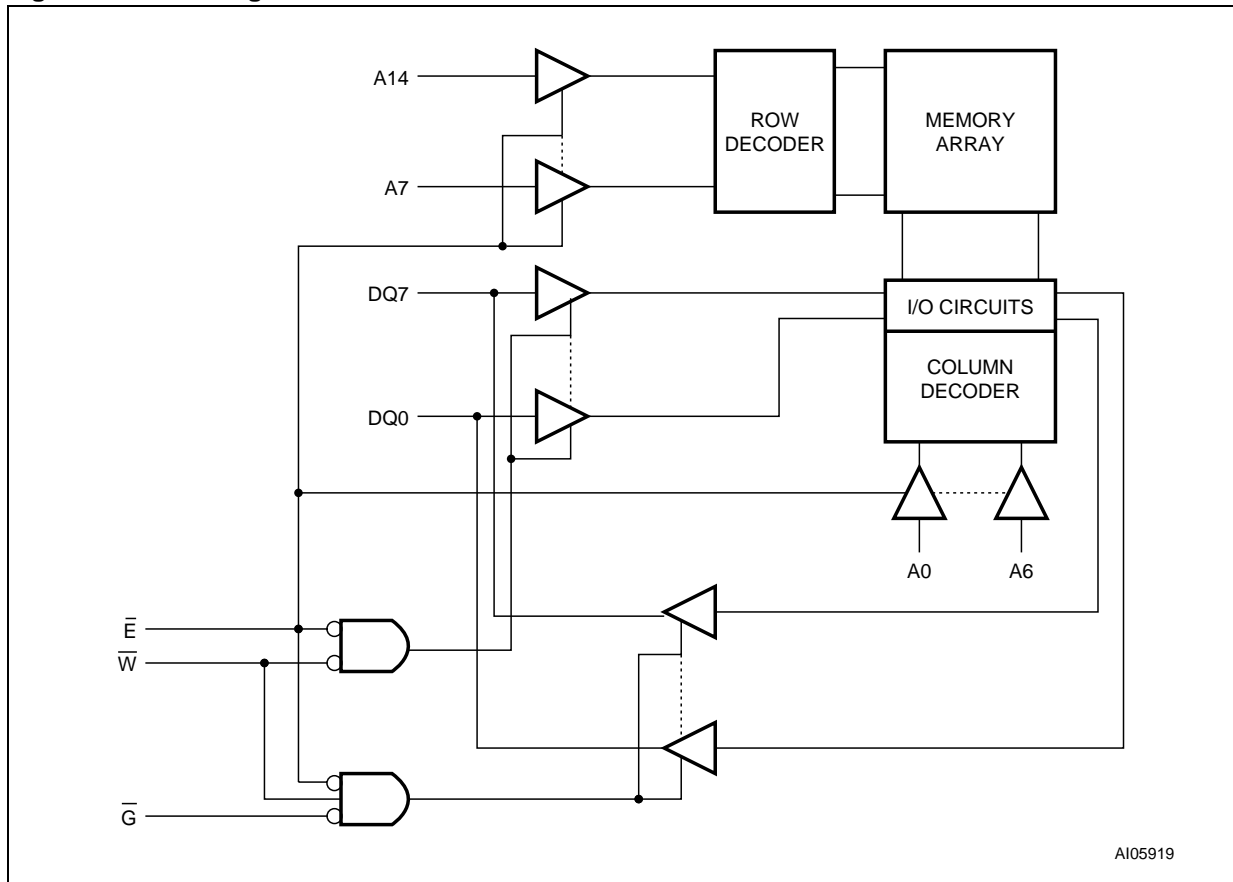 A14
ROW
DECODER
MEMORY
ARRAY
A7
DQ7
I/O CIRCUITS
COLUMN
DECODER
DQ0
A0
A6
E̅
W̅
G̅
AI05919